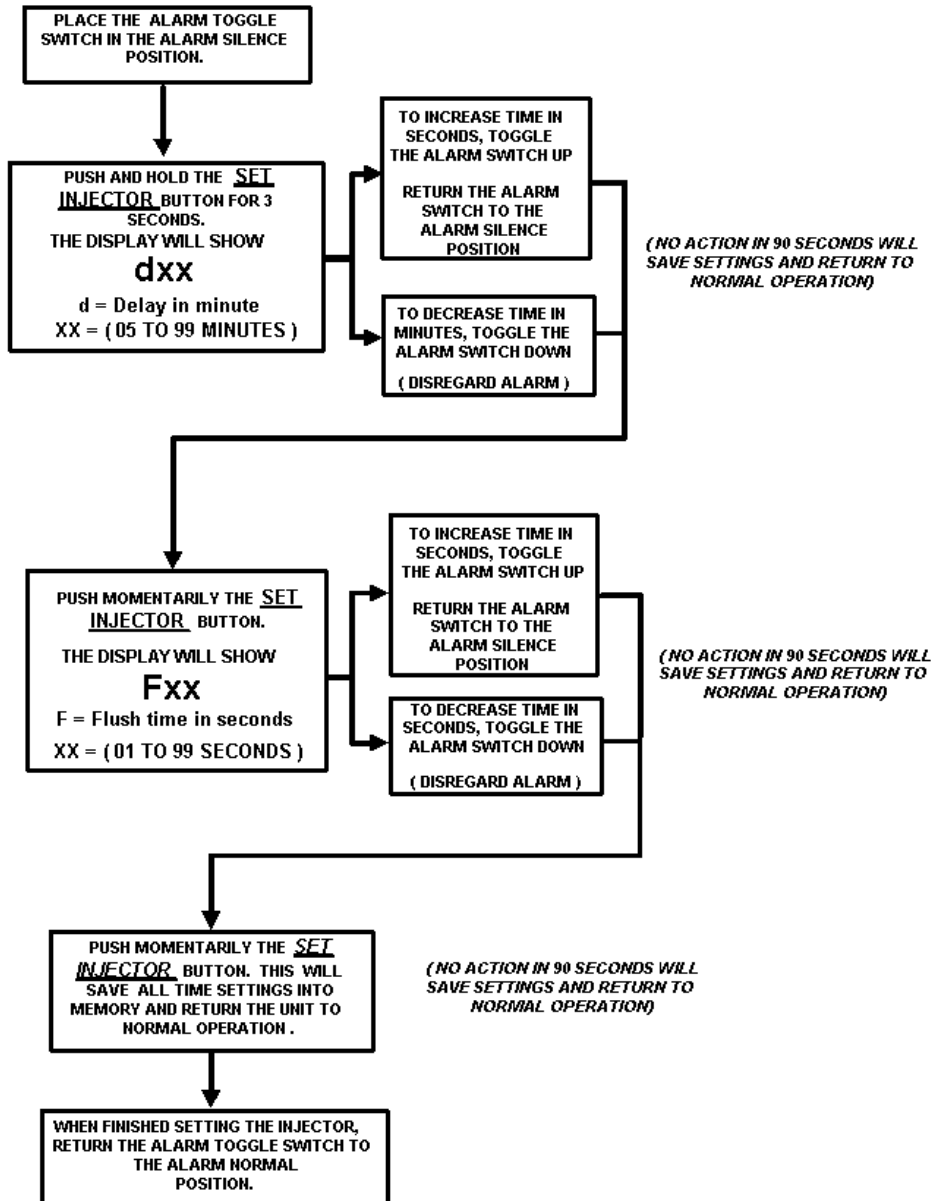 PLACE THE ALARM TOGGLE
SWITCH IN THE ALARM SILENCE
POSITION.
PUSH AND HOLD THE SET
INJECTOR BUTTON FOR 3
SECONDS.
THE DISPLAY WILL SHOW
dxx
d = Delay in minute
XX = ( 05 TO 99 MINUTES )
TO INCREASE TIME IN
SECONDS, TOGGLE
THE ALARM SWITCH UP
RETURN THE ALARM
SWITCH TO THE
ALARM SILENCE
POSITION
TO DECREASE TIME IN
MINUTES, TOGGLE THE
ALARM SWITCH DOWN
( DISREGARD ALARM )
( NO ACTION IN 90 SECONDS WILL
SAVE SETTINGS AND RETURN TO
NORMAL OPERATION)
PUSH MOMENTARILY THE SET
INJECTOR BUTTON.
THE DISPLAY WILL SHOW
Fxx
F = Flush time in seconds
XX = ( 01 TO 99 SECONDS )
TO INCREASE TIME IN
SECONDS, TOGGLE
THE ALARM SWITCH UP
RETURN THE ALARM
SWITCH TO THE
ALARM SILENCE
POSITION
TO DECREASE TIME IN
SECONDS, TOGGLE THE
ALARM SWITCH DOWN
( DISREGARD ALARM )
( NO ACTION IN 90 SECONDS WILL
SAVE SETTINGS AND RETURN TO
NORMAL OPERATION)
PUSH MOMENTARILY THE SET
INJECTOR BUTTON. THIS WILL
SAVE ALL TIME SETTINGS INTO
MEMORY AND RETURN THE UNIT TO
NORMAL OPERATION .
( NO ACTION IN 90 SECONDS WILL
SAVE SETTINGS AND RETURN TO
NORMAL OPERATION)
WHEN FINISHED SETTING THE INJECTOR,
RETURN THE ALARM TOGGLE SWITCH TO
THE ALARM NORMAL
POSITION.